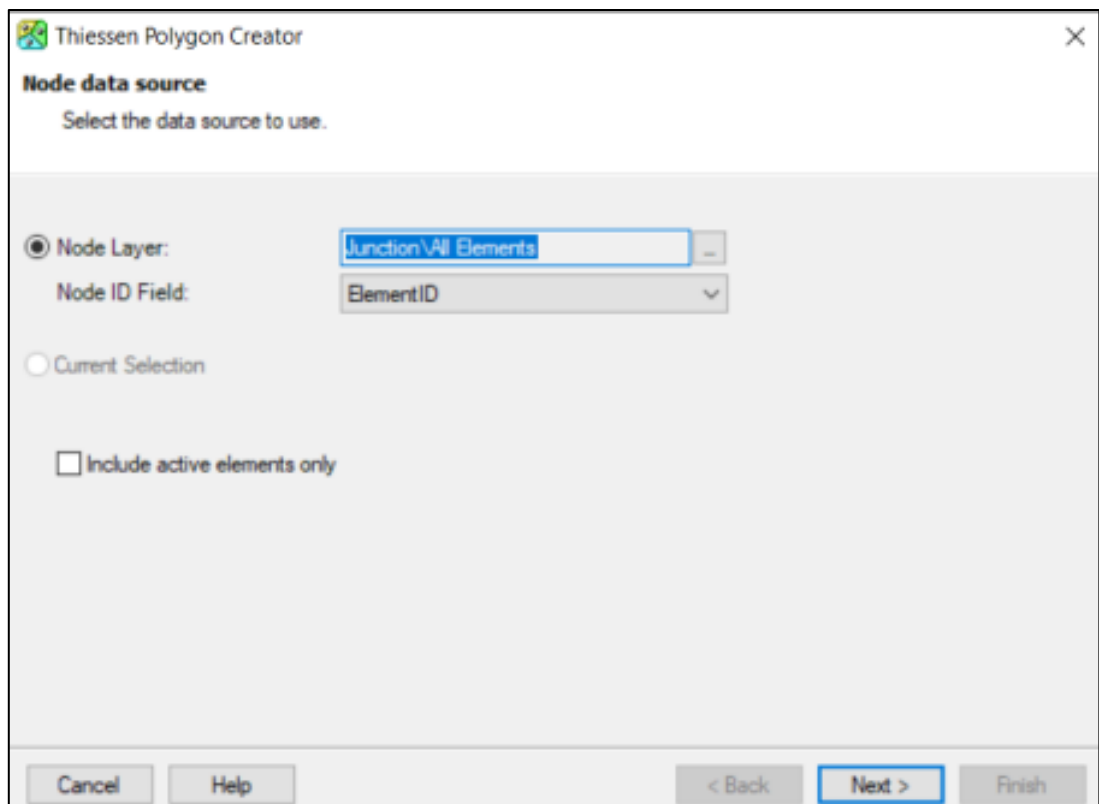 Thiessen Polygon Creator
Node data source
Select the data source to use.
Node Layer: Junction\All Elements ...
Node ID Field: ElementID
Current Selection
Include active elements only
Cancel Help < Back Next > Finish